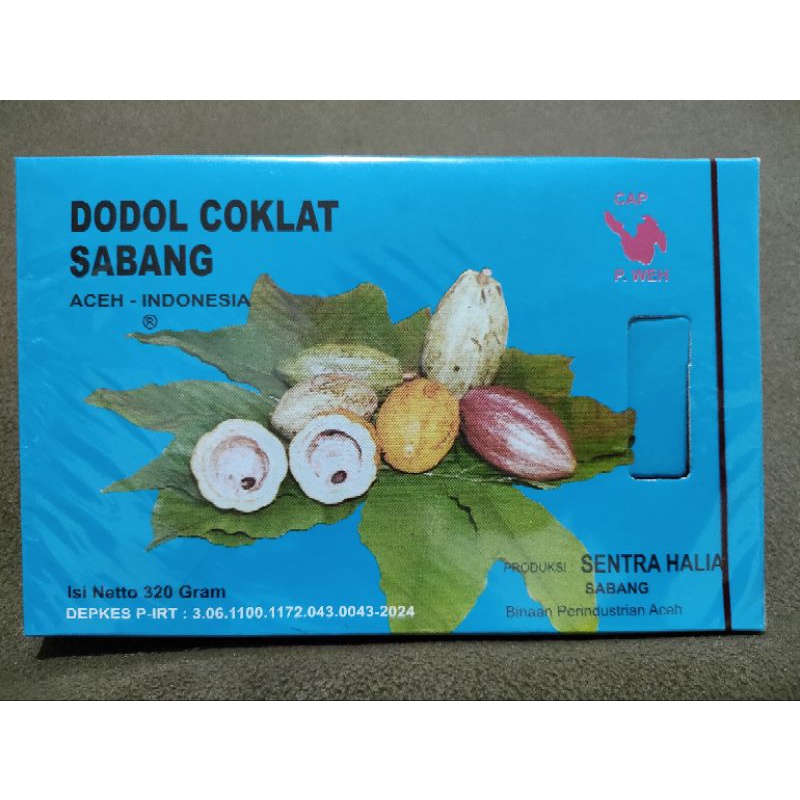 DODOL COKLAT
SABANG
ACEH - INDONESIA
®
CAP
P. WEH
Isi Netto 320 Gram
DEPKES P-IRT : 3.06.1100.1172.043.0043-2024
PRODUKSI : SENTRA HALIA
SABANG
Binaan Perindustrian Aceh